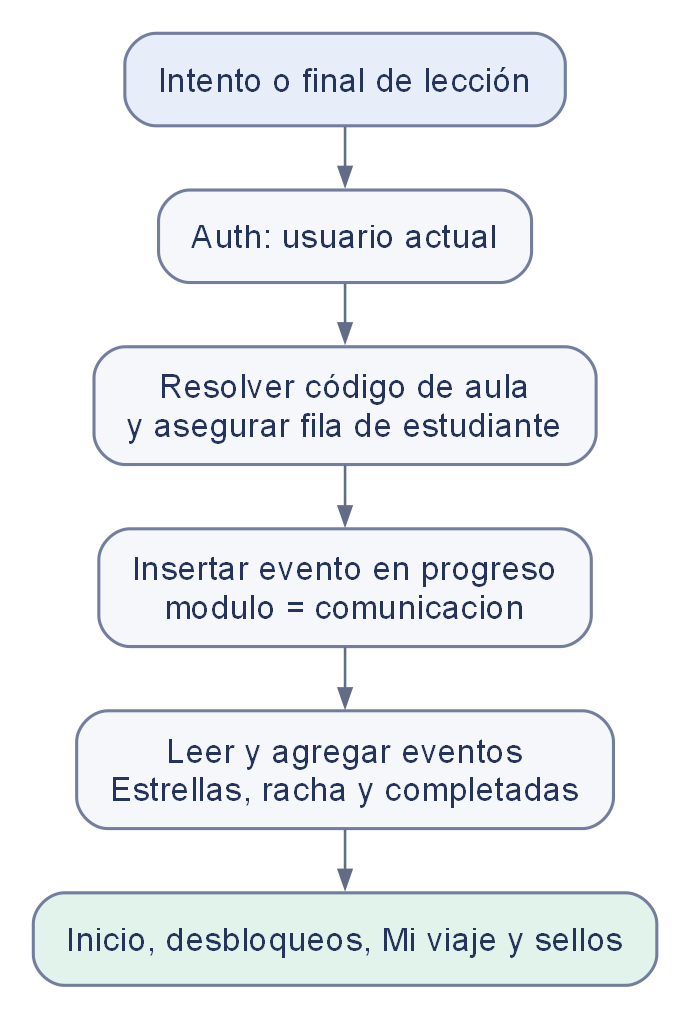 Intento o final de lección
Auth: usuario actual
Resolver código de aula
y asegurar fila de estudiante
Insertar evento en progreso
modulo = comunicacion
Leer y agregar eventos
Estrellas, racha y completadas
Inicio, desbloqueos, Mi viaje y sellos